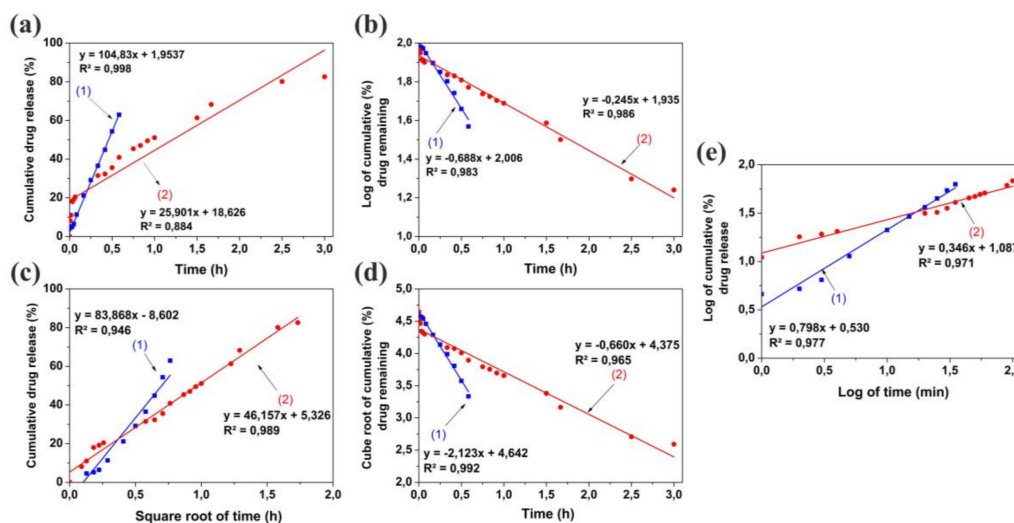 (a)
Cumulative drug release (%)
100
80
60
40
20
0
y = 104,83x + 1,9537
R² = 0,998
(1)
(2)
y = 25,901x + 18,626
R² = 0,884
0,0 0,5 1,0 1,5 2,0 2,5 3,0
Time (h)
(b)
Log of cumulative (%)
drug remaining
2,0
1,8
1,6
1,4
1,2
1,0
y = -0,245x + 1,935
R² = 0,986
(1)
y = -0,688x + 2,006
R² = 0,983
(2)
0,0 0,5 1,0 1,5 2,0 2,5 3,0
Time (h)
(c)
Cumulative drug release (%)
100
80
60
40
20
0
y = 83,868x - 8,602
R² = 0,946
(1)
(2)
y = 46,157x + 5,326
R² = 0,989
0,0 0,5 1,0 1,5 2,0
Square root of time (h)
(d)
Cube root of cumulative (%)
drug remaining
5,0
4,5
4,0
3,5
3,0
2,5
2,0
y = -0,660x + 4,375
R² = 0,965
(2)
(1)
y = -2,123x + 4,642
R² = 0,992
0,0 0,5 1,0 1,5 2,0 2,5 3,0
Time (h)
(e)
Log of cumulative (%)
drug release
2,0
1,5
1,0
0,5
0,0
(2)
y = 0,346x + 1,087
R² = 0,971
(1)
y = 0,798x + 0,530
R² = 0,977
0,0 0,5 1,0 1,5 2,0
Log of time (min)